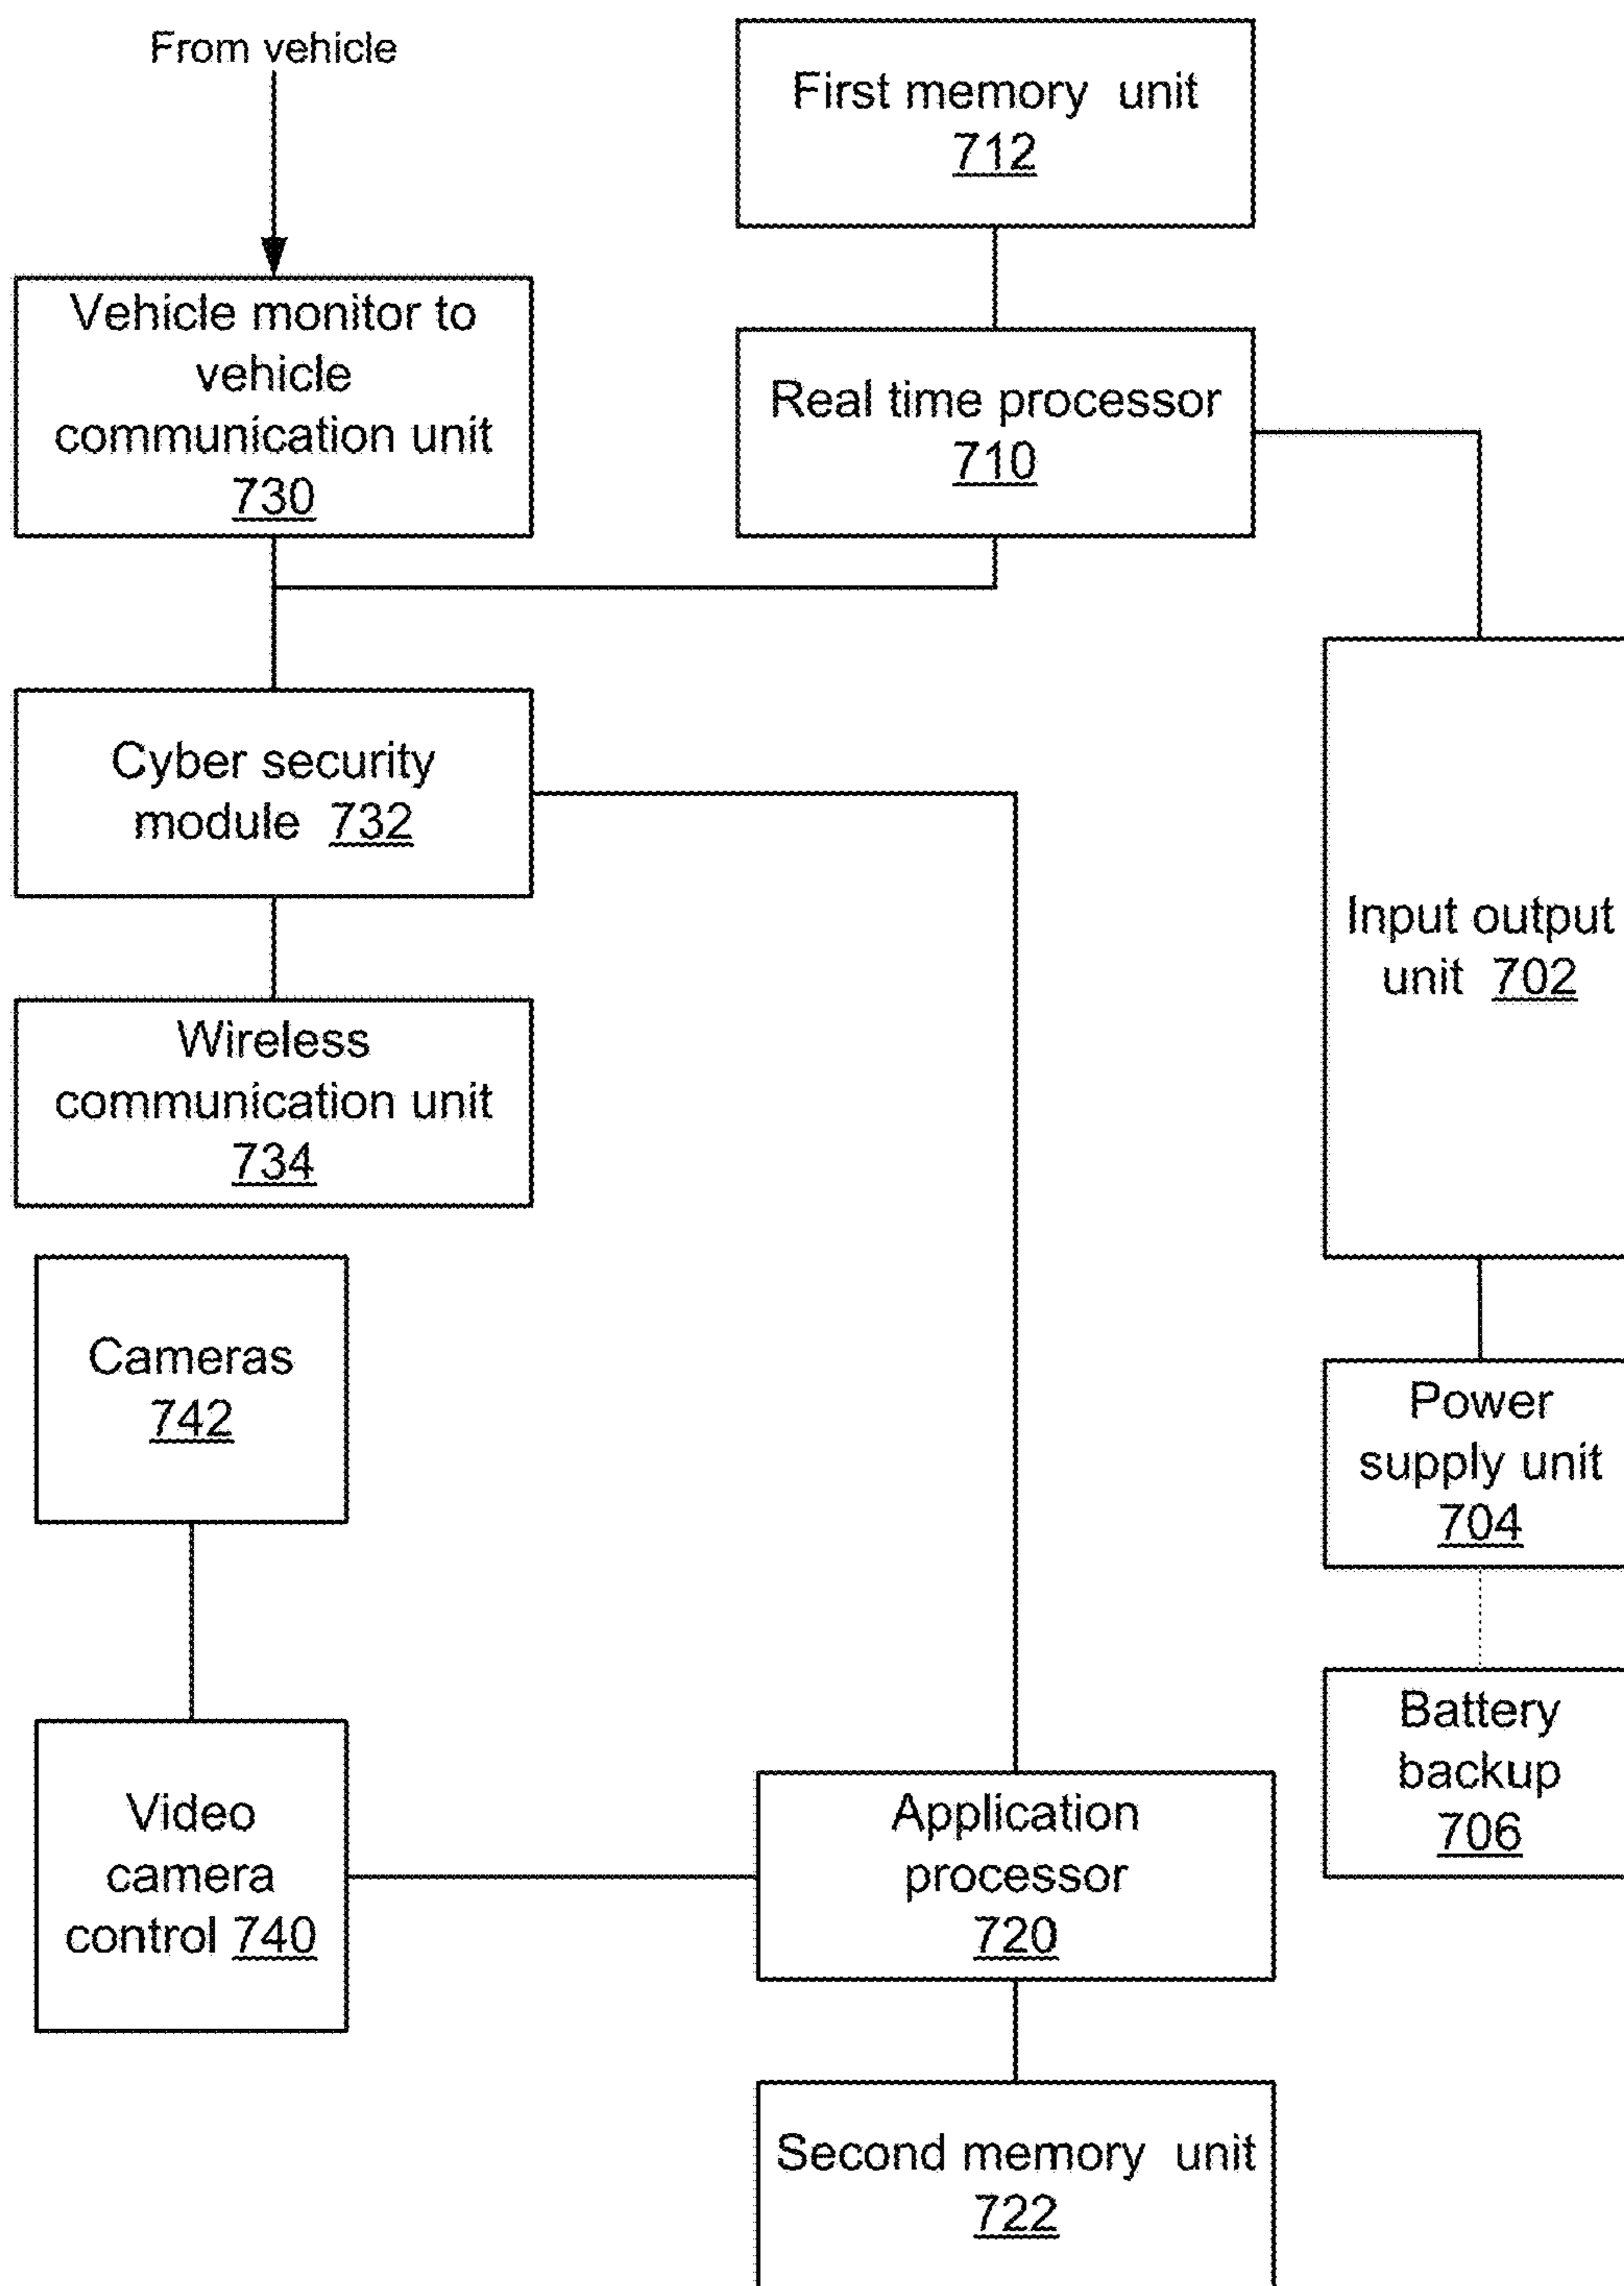 From vehicle
First memory unit
712
Vehicle monitor to
vehicle
communication unit
730
Real time processor
710
Cyber security
module 732
Input output
unit 702
Wireless
communication unit
734
Cameras
742
Power
supply unit
704
Battery
backup
706
Video
camera
control 740
Application
processor
720
Second memory unit
722